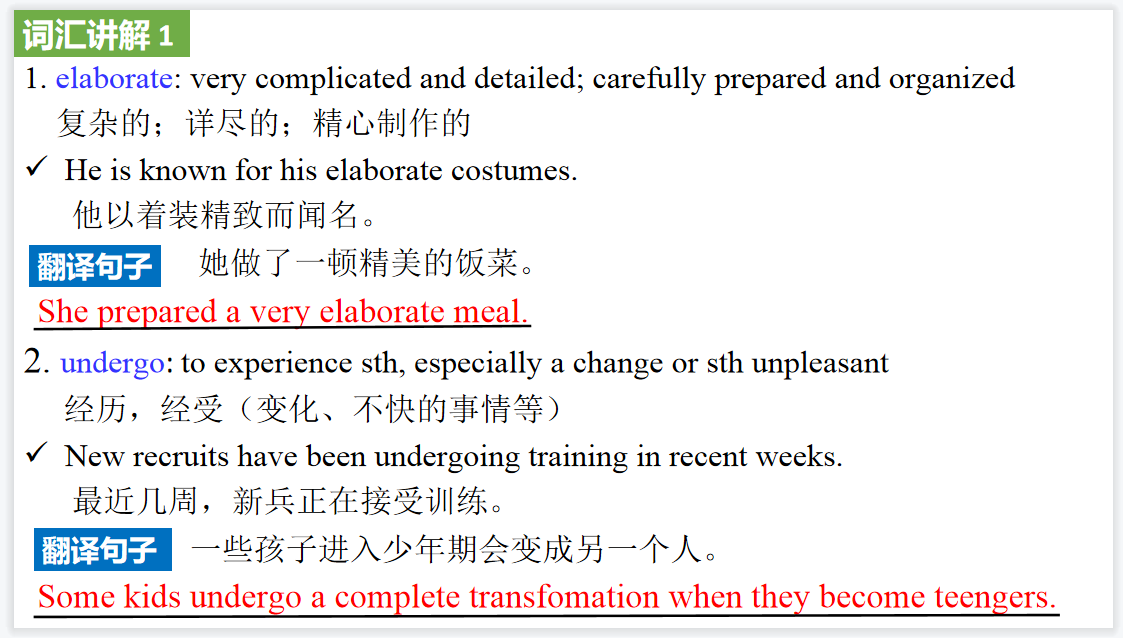 词汇讲解 1
1. elaborate: very complicated and detailed; carefully prepared and organized
复杂的；详尽的；精心制作的
✓ He is known for his elaborate costumes.
他以着装精致而闻名。
翻译句子 她做了一顿精美的饭菜。
She prepared a very elaborate meal.
2. undergo: to experience sth, especially a change or sth unpleasant
经历，经受（变化、不快的事情等）
✓ New recruits have been undergoing training in recent weeks.
最近几周，新兵正在接受训练。
翻译句子 一些孩子进入少年期会变成另一个人。
Some kids undergo a complete transfomation when they become teengers.